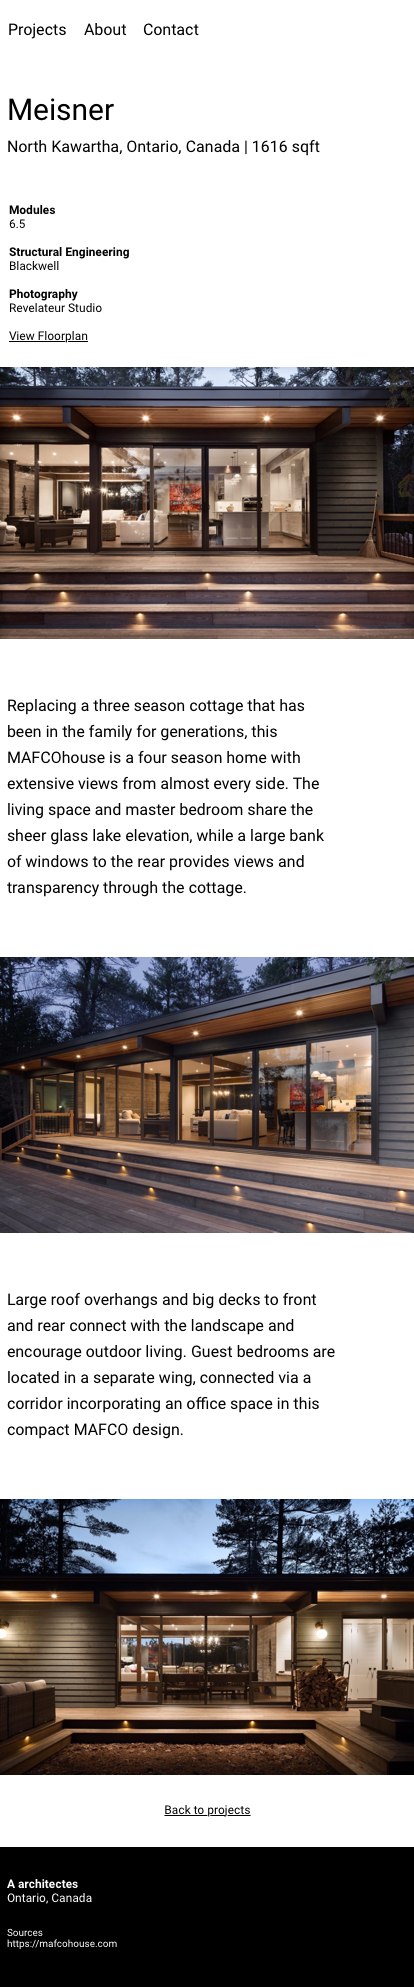 Projects About Contact
Meisner
North Kawartha, Ontario, Canada | 1616 sqft
Modules
6.5
Structural Engineering
Blackwell
Photography
Revelateur Studio
View Floorplan
Replacing a three season cottage that has
been in the family for generations, this
MAFCOhouse is a four season home with
extensive views from almost every side. The
living space and master bedroom share the
sheer glass lake elevation, while a large bank
of windows to the rear provides views and
transparency through the cottage.
Large roof overhangs and big decks to front
and rear connect with the landscape and
encourage outdoor living. Guest bedrooms are
located in a separate wing, connected via a
corridor incorporating an office space in this
compact MAFCO design.
Back to projects
A architectes
Ontario, Canada
Sources
https://mafcohouse.com